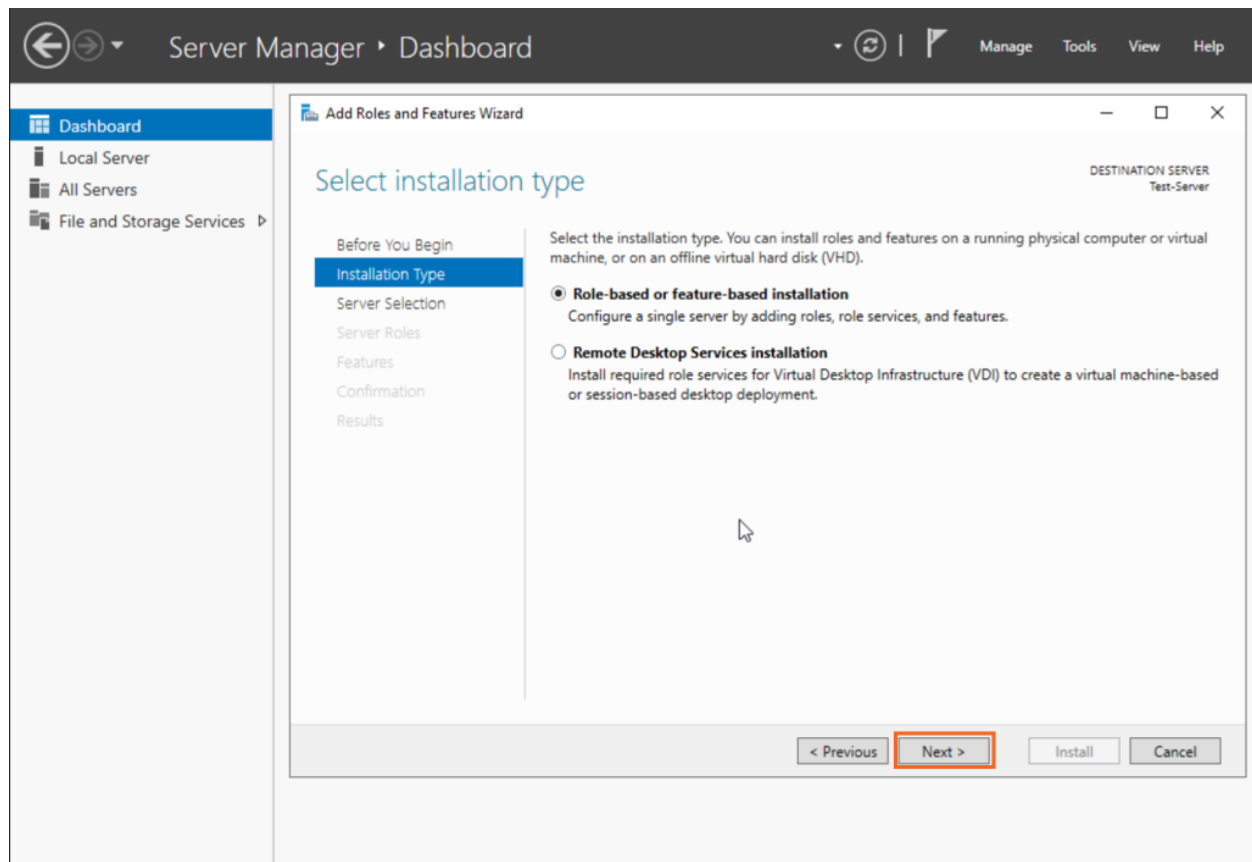 Server Manager ‣ Dashboard
Manage Tools View Help
Dashboard
Local Server
All Servers
File and Storage Services
Add Roles and Features Wizard
Select installation type
DESTINATION SERVER
Test-Server
Before You Begin
Installation Type
Server Selection
Server Roles
Features
Confirmation
Results
Select the installation type. You can install roles and features on a running physical computer or virtual
machine, or on an offline virtual hard disk (VHD).
Role-based or feature-based installation
Configure a single server by adding roles, role services, and features.
Remote Desktop Services installation
Install required role services for Virtual Desktop Infrastructure (VDI) to create a virtual machine-based
or session-based desktop deployment.
< Previous Next > Install Cancel